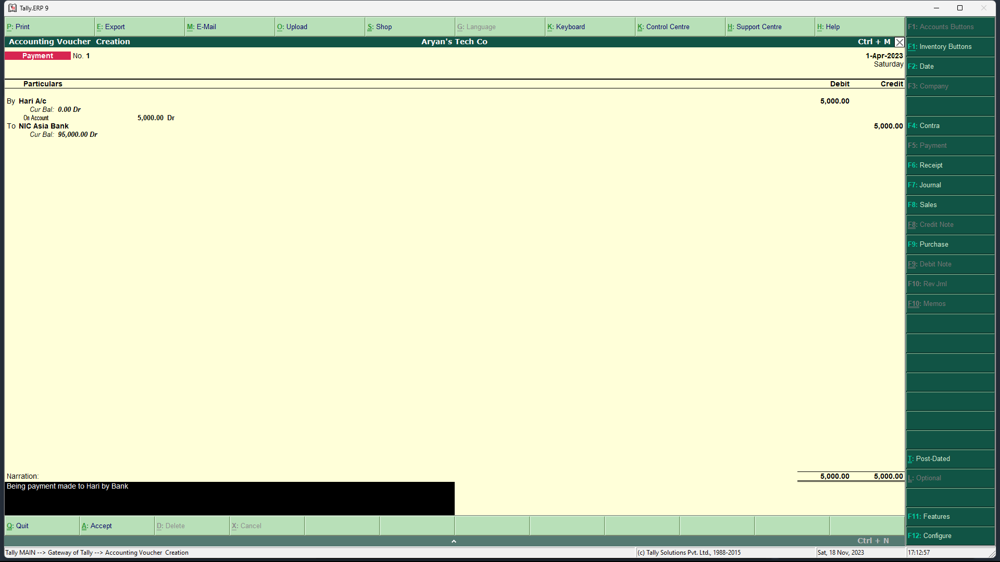 Tally.ERP 9
P: Print E: Export M: E-Mail O: Upload S: Shop G: Language K: Keyboard K: Control Centre H: Support Centre H: Help
Accounting Voucher Creation Aryan's Tech Co Ctrl + M
Payment No. 1 1-Apr-2023
Saturday
Particulars Debit Credit
By Hari A/c 5,000.00
Cur Bal: 0.00 Dr
On Account 5,000.00 Dr
To NIC Asia Bank 5,000.00
Cur Bal: 95,000.00 Dr
Narration: 5,000.00 5,000.00
Being payment made to Hari by Bank
Q: Quit A: Accept D: Delete X: Cancel
Ctrl + N
F1: Accounts Buttons
F1: Inventory Buttons
F2: Date
F3: Company
F4: Contra
F5: Payment
F6: Receipt
F7: Journal
F8: Sales
F8: Credit Note
F9: Purchase
F9: Debit Note
F10: Rev Jrnl
F10: Memos
T: Post-Dated
L: Optional
F11: Features
F12: Configure
Tally MAIN --> Gateway of Tally --> Accounting Voucher Creation (c) Tally Solutions Pvt. Ltd., 1988-2015 Sat, 18 Nov, 2023 17:12:57